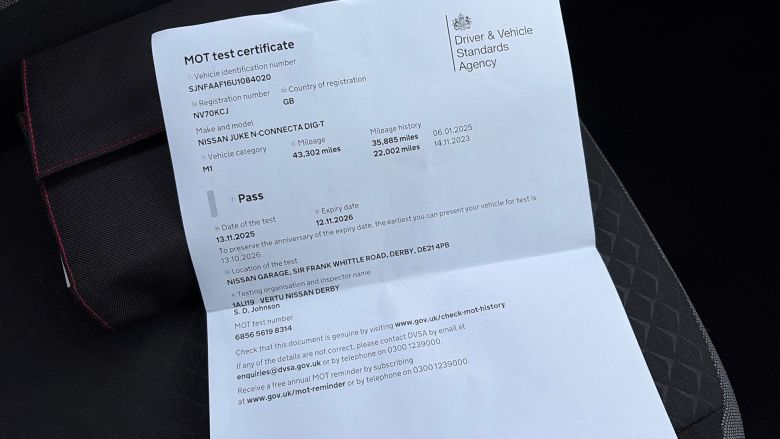 MOT test certificate
Driver & Vehicle
Standards
Agency
Vehicle identification number
SJNFAAF16U1084020
Registration number
NV70KCJ
Country of registration
GB
Make and model
NISSAN JUKE N-CONNECTA DIG-T
Vehicle category
M1
Mileage
43,302 miles
Mileage history
35,885 miles 06.01.2025
22,002 miles 14.11.2023
Pass
Date of the test
13.11.2025
Expiry date
12.11.2026
To preserve the anniversary of the expiry date, the earliest you can present your vehicle for test is
13.10.2026.
Location of the test
NISSAN GARAGE, SIR FRANK WHITTLE ROAD, DERBY, DE21 4PB
Testing organisation and inspector name
1ALI19 VERTU NISSAN DERBY
S. D. Johnson
MOT test number
6856 5619 8314
Check that this document is genuine by visiting www.gov.uk/check-mot-history
If any of the details are not correct, please contact DVSA by email at
enquiries@dvsa.gov.uk or by telephone on 0300 1239000.
Receive a free annual MOT reminder by subscribing
at www.gov.uk/mot-reminder or by telephone on 0300 1239000.